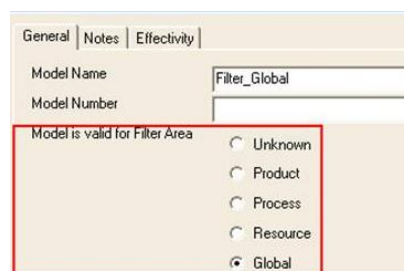 General Notes Effectivity
Model Name Filter_Global
Model Number
Model is valid for Filter Area
Unknown
Product
Process
Resource
Global